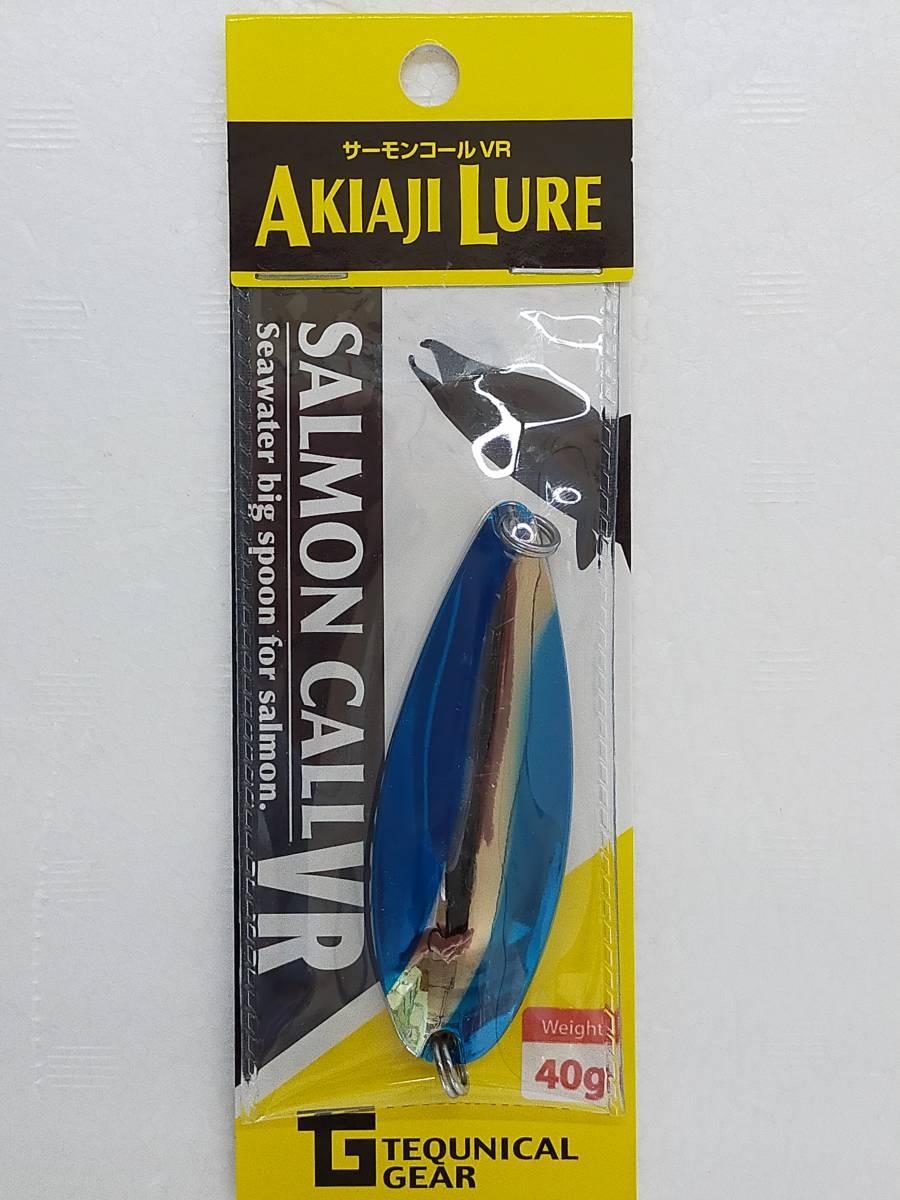 サーモンコールVR
AKIAJI LURE
SALMON CALL VR
Seawater big spoon for salmon.
Weight
40g
TG TEQUNICAL
GEAR